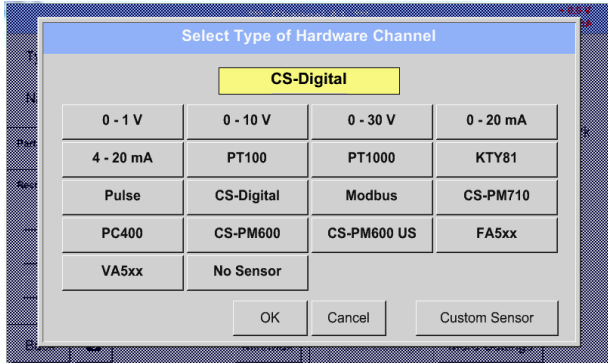 Select Type of Hardware Channel
CS-Digital
0 - 1 V 0 - 10 V 0 - 30 V 0 - 20 mA
4 - 20 mA PT100 PT1000 KTY81
Pulse CS-Digital Modbus CS-PM710
PC400 CS-PM600 CS-PM600 US FA5xx
VA5xx No Sensor
OK Cancel Custom Sensor